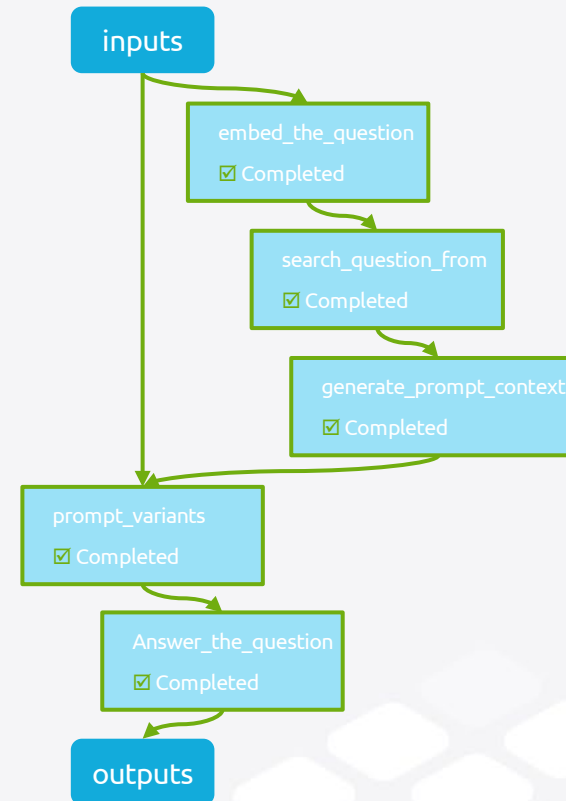 inputs
embed_the_question
Completed
search_question_from
Completed
generate_prompt_context
Completed
prompt_variants
Completed
Answer_the_question
Completed
outputs